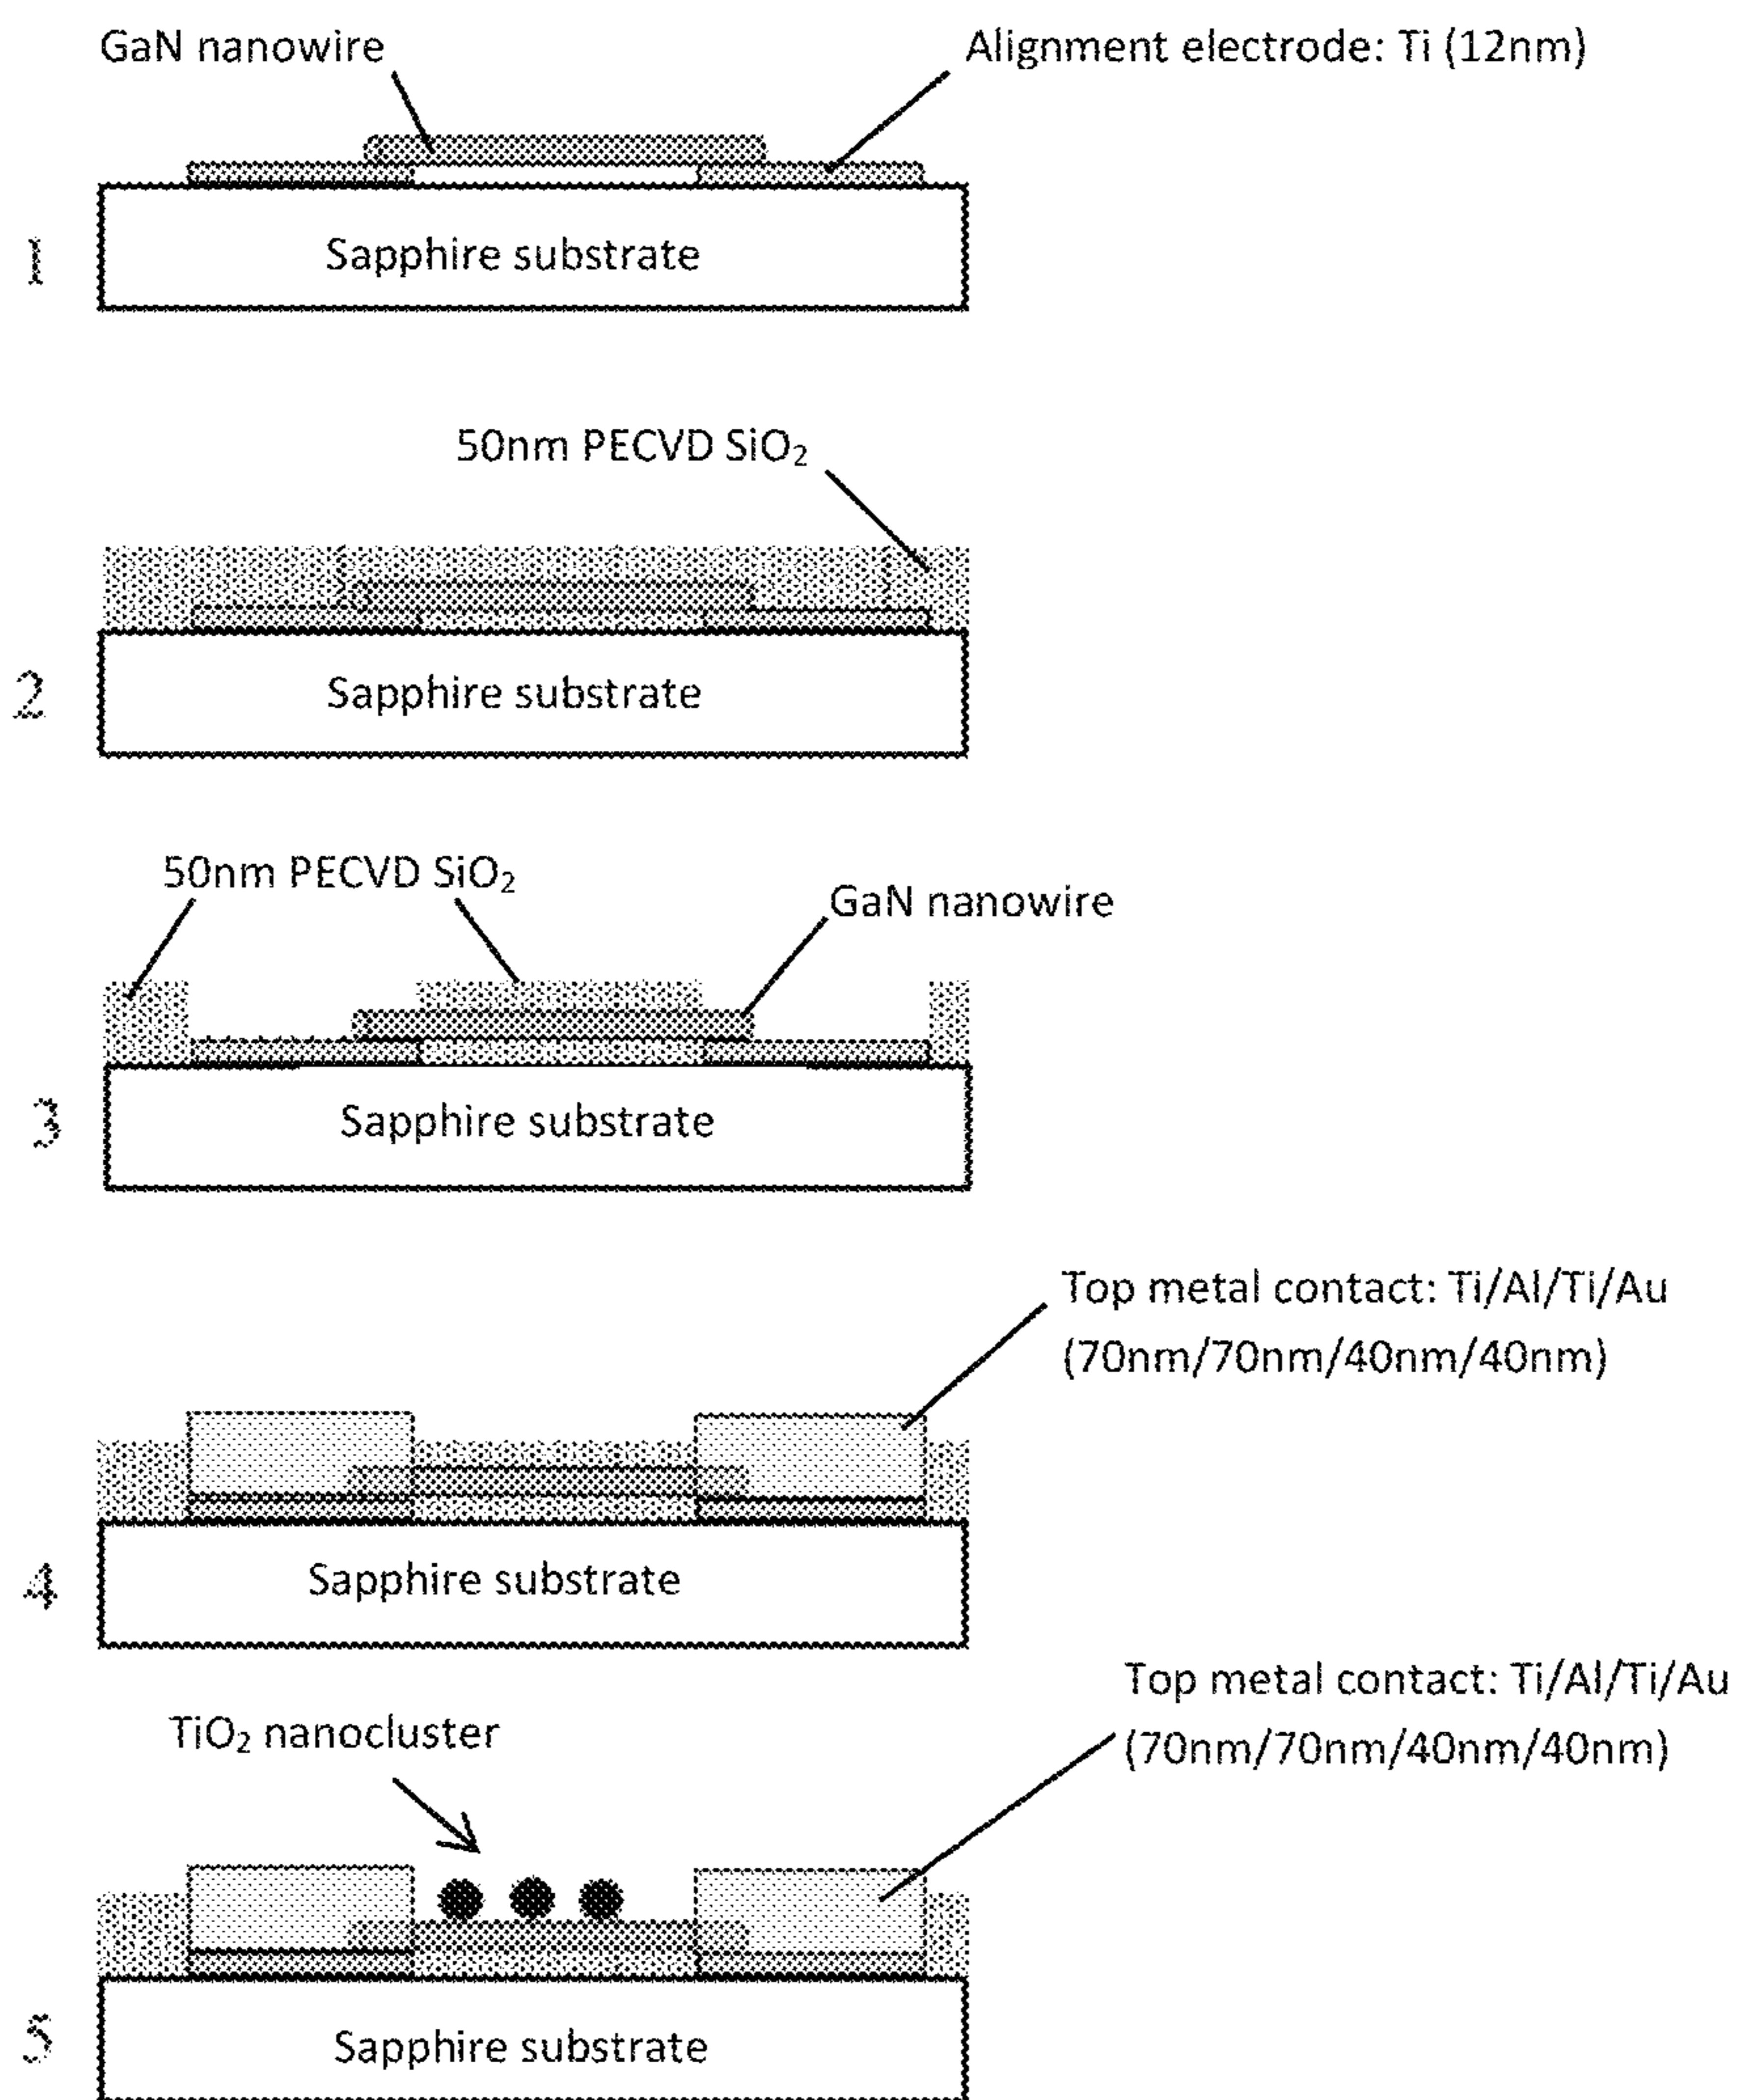 GaN nanowire
Alignment electrode: Ti (12nm)
Sapphire substrate
1
50nm PECVD SiO₂
Sapphire substrate
2
50nm PECVD SiO₂
GaN nanowire
Sapphire substrate
3
Top metal contact: Ti/Al/Ti/Au
(70nm/70nm/40nm/40nm)
Sapphire substrate
4
Top metal contact: Ti/Al/Ti/Au
(70nm/70nm/40nm/40nm)
TiO₂ nanocluster
Sapphire substrate
5